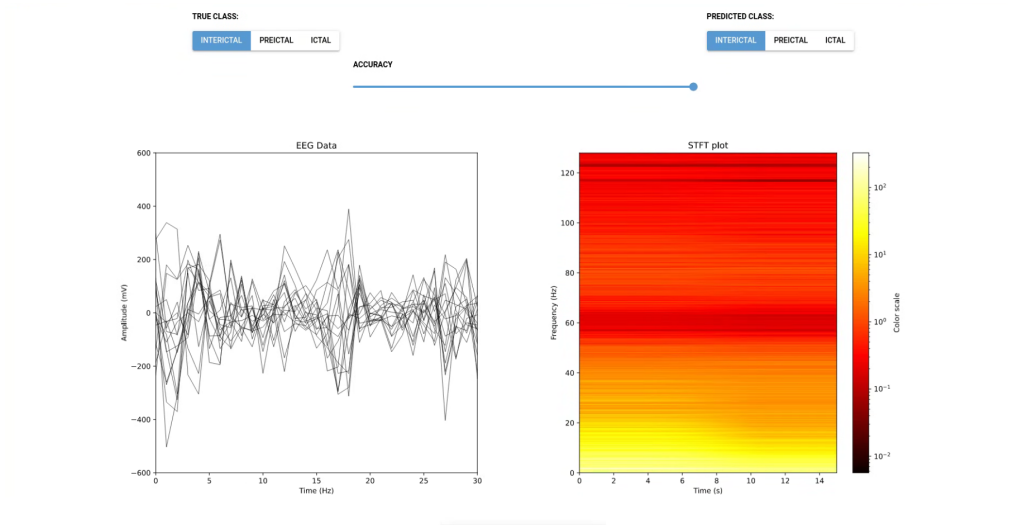 TRUE CLASS:
PREDICTED CLASS:
INTERICTAL PREICTAL ICTAL
INTERICTAL PREICTAL ICTAL
ACCURACY
EEG Data
600
400
200
0
−200
−400
−600
Amplitude (mV)
0 5 10 15 20 25 30
Time (Hz)
STFT plot
120
100
80
60
40
20
0
Frequency (Hz)
0 2 4 6 8 10 12 14
Time (s)
10²
10¹
10⁰
10⁻¹
10⁻²
Color scale